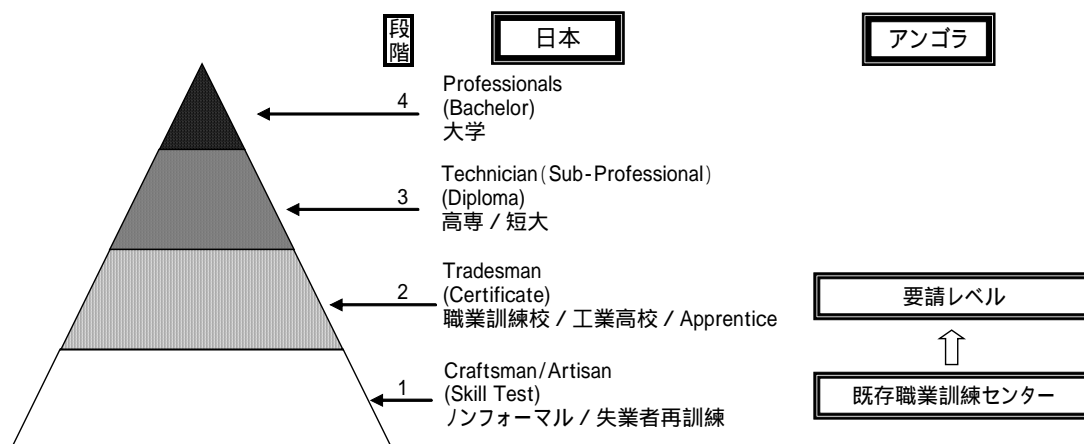 段階
日本
アンゴラ
4
Professionals
(Bachelor)
大学
3
Technician(Sub-Professional)
(Diploma)
高専 / 短大
2
Tradesman
(Certificate)
職業訓練校 / 工業高校 / Apprentice
要請レベル
1
Craftsman/Artisan
(Skill Test)
ノンフォーマル / 失業者再訓練
既存職業訓練センター